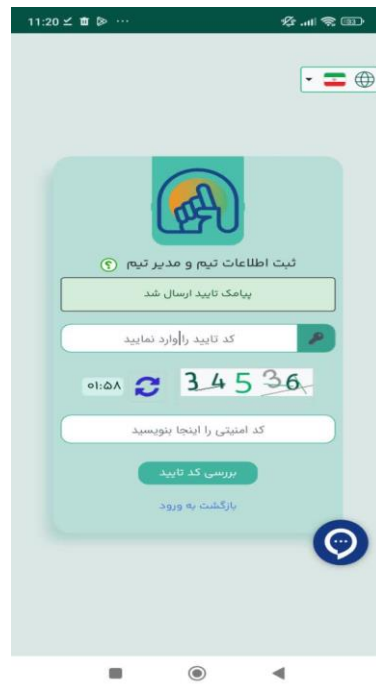 11:20
ثبت اطلاعات تیم و مدیر تیم ?
پیامک تایید ارسال شد
کد تایید را وارد نمایید
34536
۰۱:۵۸
کد امنیتی را اینجا بنویسید
بررسی کد تایید
بازگشت به ورود